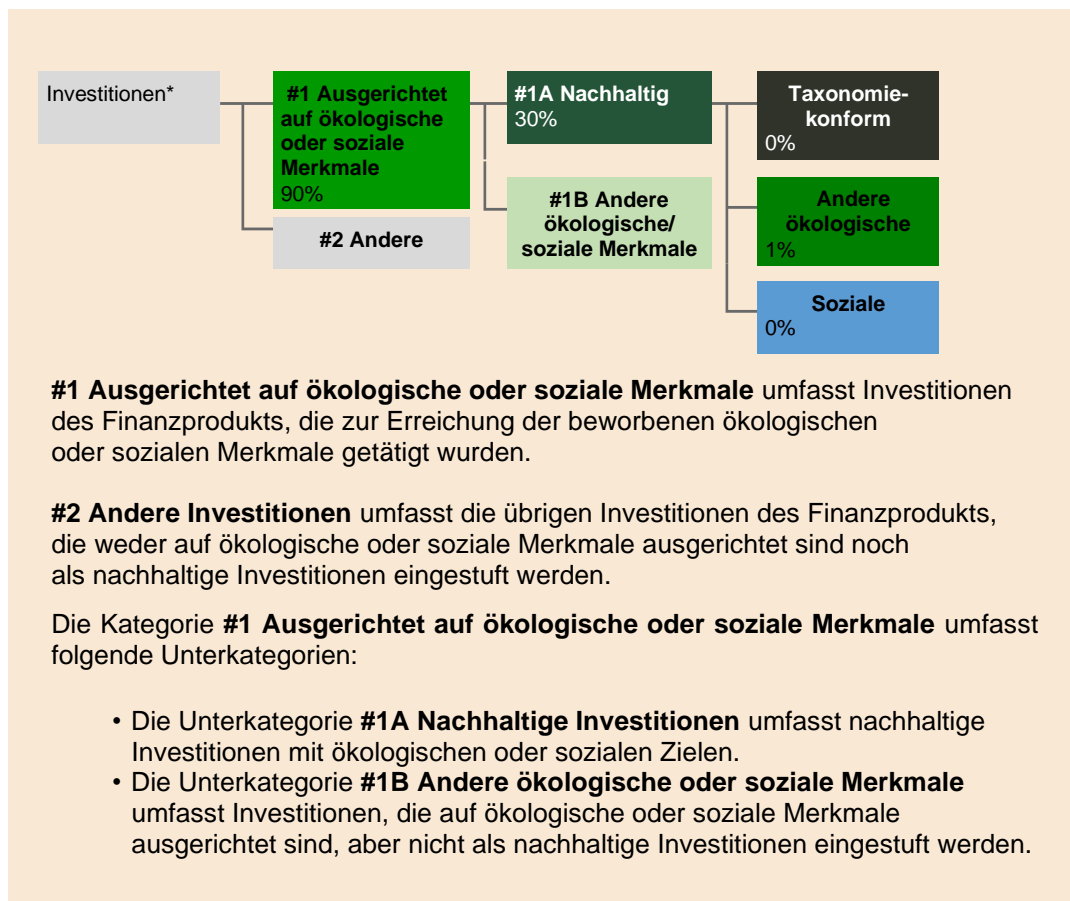 Investitionen*
#1 Ausgerichtet
auf ökologische
oder soziale
Merkmale
90%
#2 Andere
#1A Nachhaltig
30%
#1B Andere
ökologische/
soziale Merkmale
Taxonomie-
konform
0%
Andere
ökologische
1%
Soziale
0%
#1 Ausgerichtet auf ökologische oder soziale Merkmale umfasst Investitionen
des Finanzprodukts, die zur Erreichung der beworbenen ökologischen
oder sozialen Merkmale getätigt wurden.
#2 Andere Investitionen umfasst die übrigen Investitionen des Finanzprodukts,
die weder auf ökologische oder soziale Merkmale ausgerichtet sind noch
als nachhaltige Investitionen eingestuft werden.
Die Kategorie #1 Ausgerichtet auf ökologische oder soziale Merkmale umfasst
folgende Unterkategorien:
• Die Unterkategorie #1A Nachhaltige Investitionen umfasst nachhaltige
Investitionen mit ökologischen oder sozialen Zielen.
• Die Unterkategorie #1B Andere ökologische oder soziale Merkmale
umfasst Investitionen, die auf ökologische oder soziale Merkmale
ausgerichtet sind, aber nicht als nachhaltige Investitionen eingestuft werden.